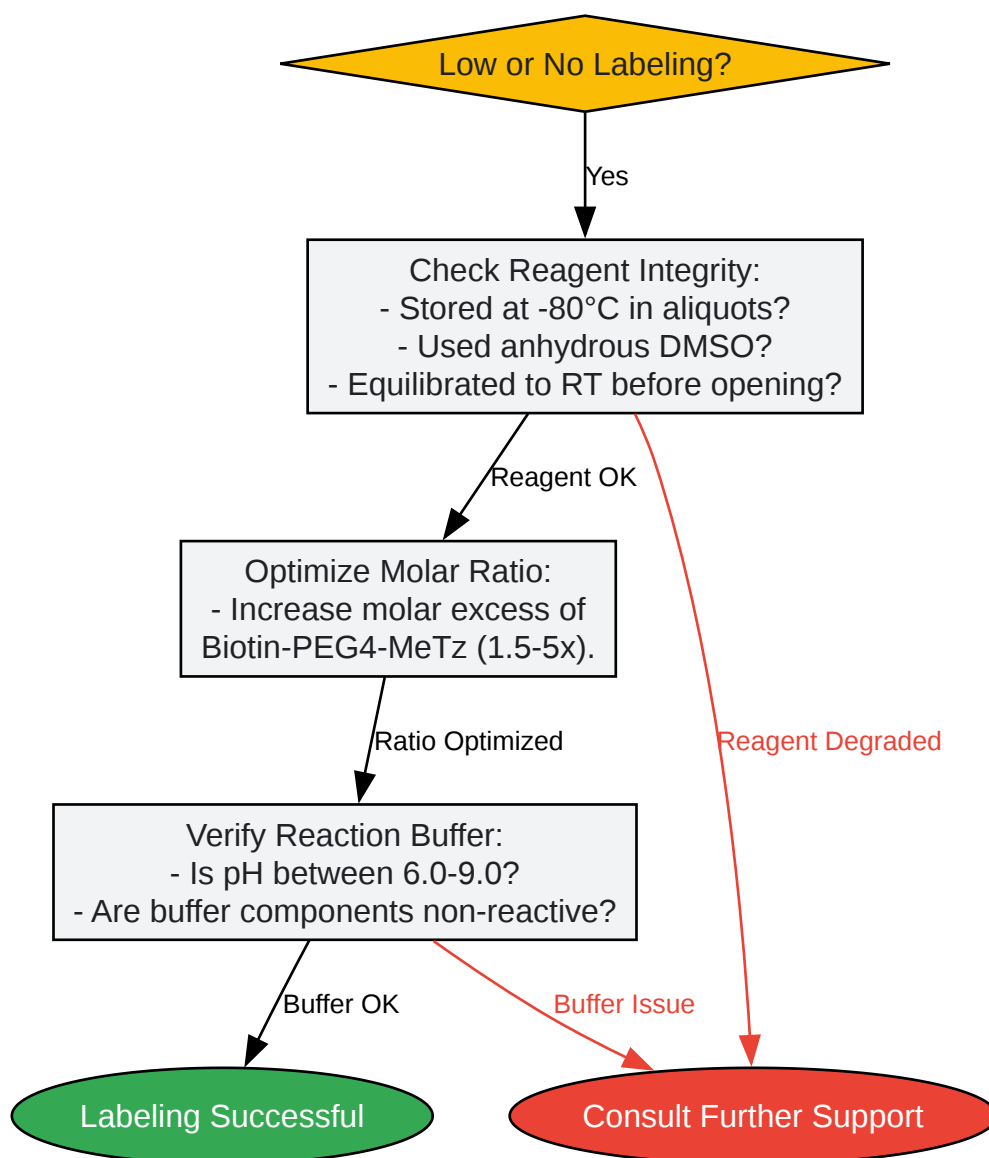 Low or No Labeling?
Yes
Check Reagent Integrity:
- Stored at -80°C in aliquots?
- Used anhydrous DMSO?
- Equilibrated to RT before opening?
Reagent OK
Optimize Molar Ratio:
- Increase molar excess of
Biotin-PEG4-MeTz (1.5-5x).
Ratio Optimized
Reagent Degraded
Verify Reaction Buffer:
- Is pH between 6.0-9.0?
- Are buffer components non-reactive?
Buffer OK
Buffer Issue
Labeling Successful
Consult Further Support